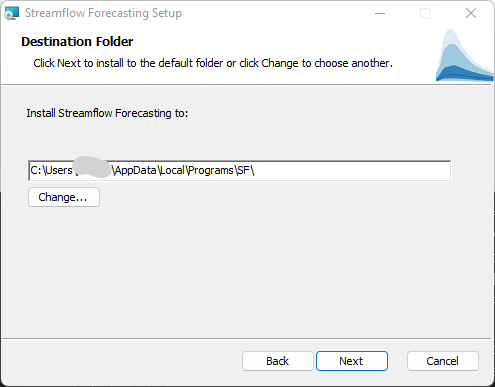 Streamflow Forecasting Setup
Destination Folder
Click Next to install to the default folder or click Change to choose another.
Install Streamflow Forecasting to:
C:\Users\ \AppData\Local\Programs\SF\
Change...
Back
Next
Cancel